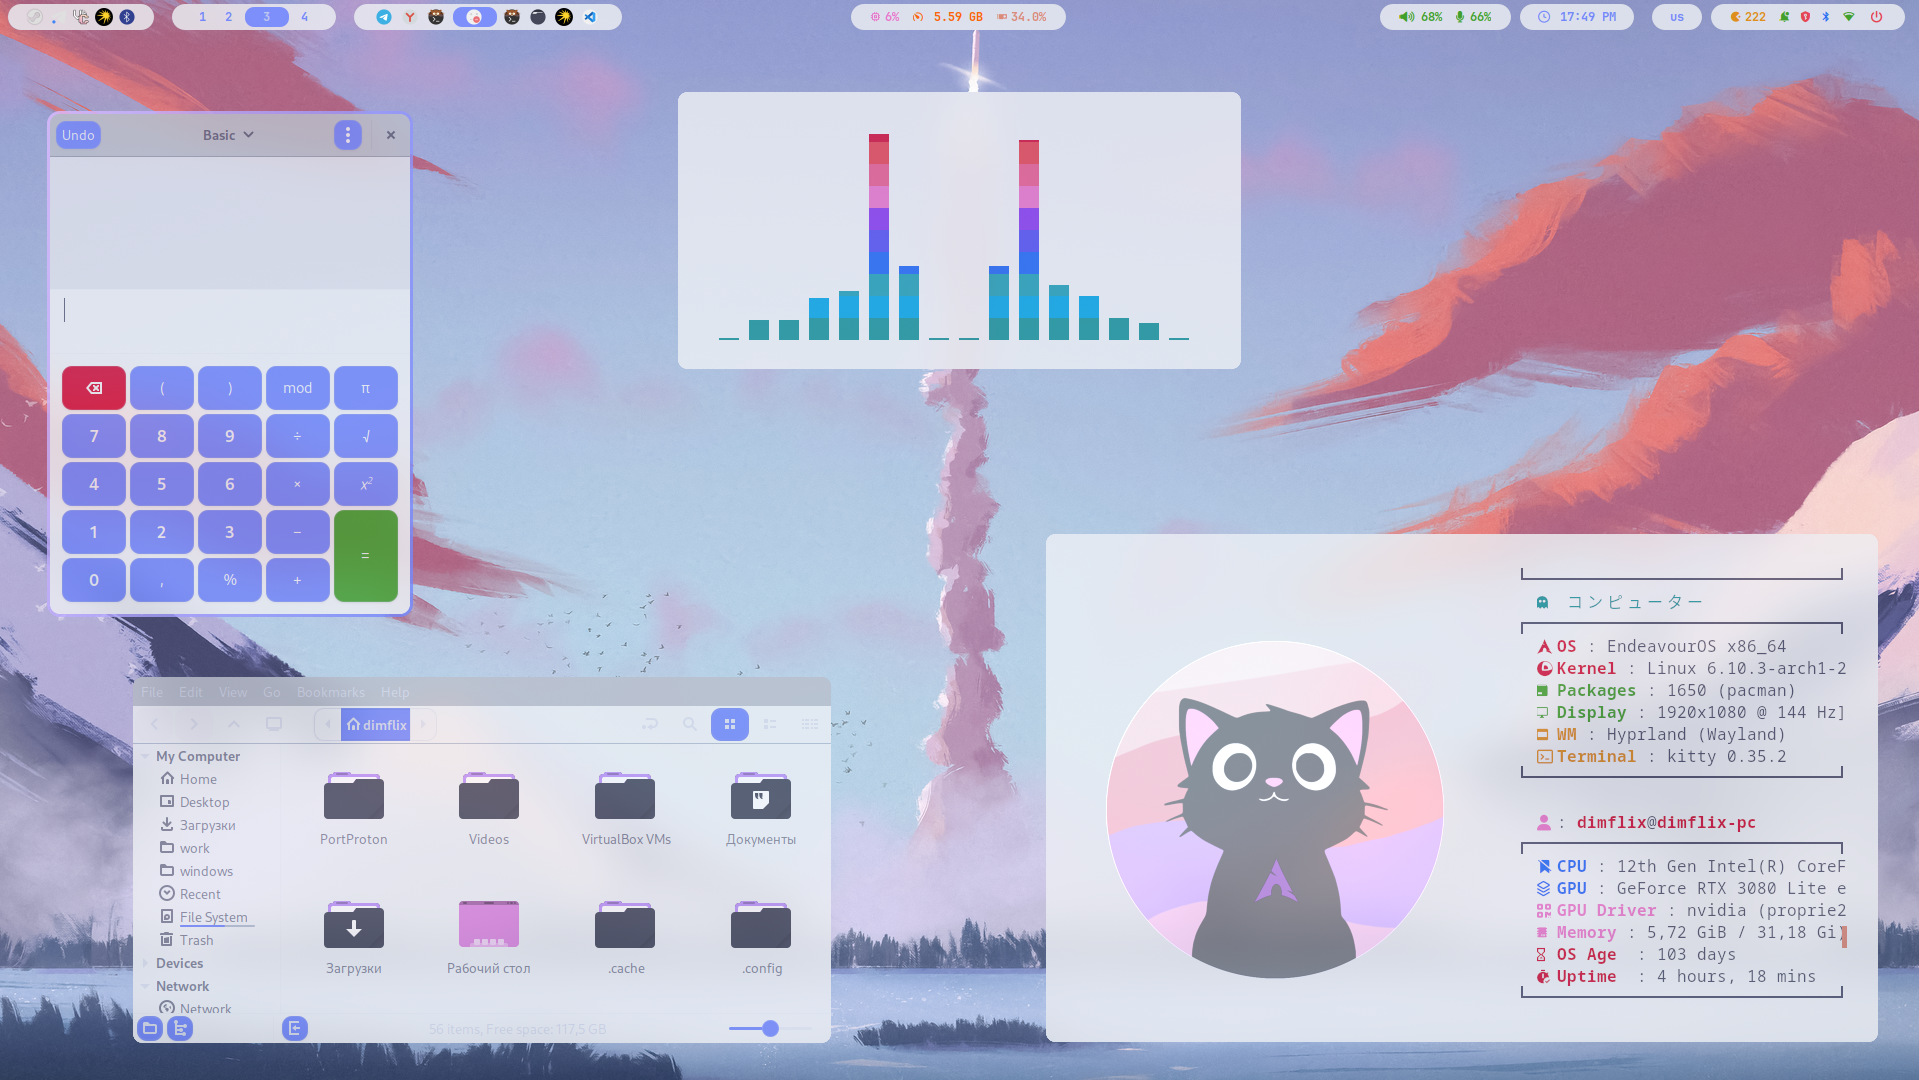 1 2 3 4
6% 5.59 GB 34.0%
68% 66%
17:49 PM
us
222
Undo Basic
( ) mod π
7 8 9 ÷ √
4 5 6 × x²
1 2 3 −
=
0 , % +
File Edit View Go Bookmarks Help
dimflix
My Computer
Home
Desktop
Загрузки
work
windows
Recent
File System
Trash
Devices
Network
Network
PortProton Videos VirtualBox VMs Документы
Загрузки Рабочий стол .cache .config
56 items, Free space: 117,5 GB
コンピューター
OS : EndeavourOS x86_64
Kernel : Linux 6.10.3-arch1-2
Packages : 1650 (pacman)
Display : 1920x1080 @ 144 Hz]
WM : Hyprland (Wayland)
Terminal : kitty 0.35.2
: dimflix@dimflix-pc
CPU : 12th Gen Intel(R) CoreF
GPU : GeForce RTX 3080 Lite e
GPU Driver : nvidia (proprie2
Memory : 5,72 GiB / 31,18 Gi)
OS Age : 103 days
Uptime : 4 hours, 18 mins